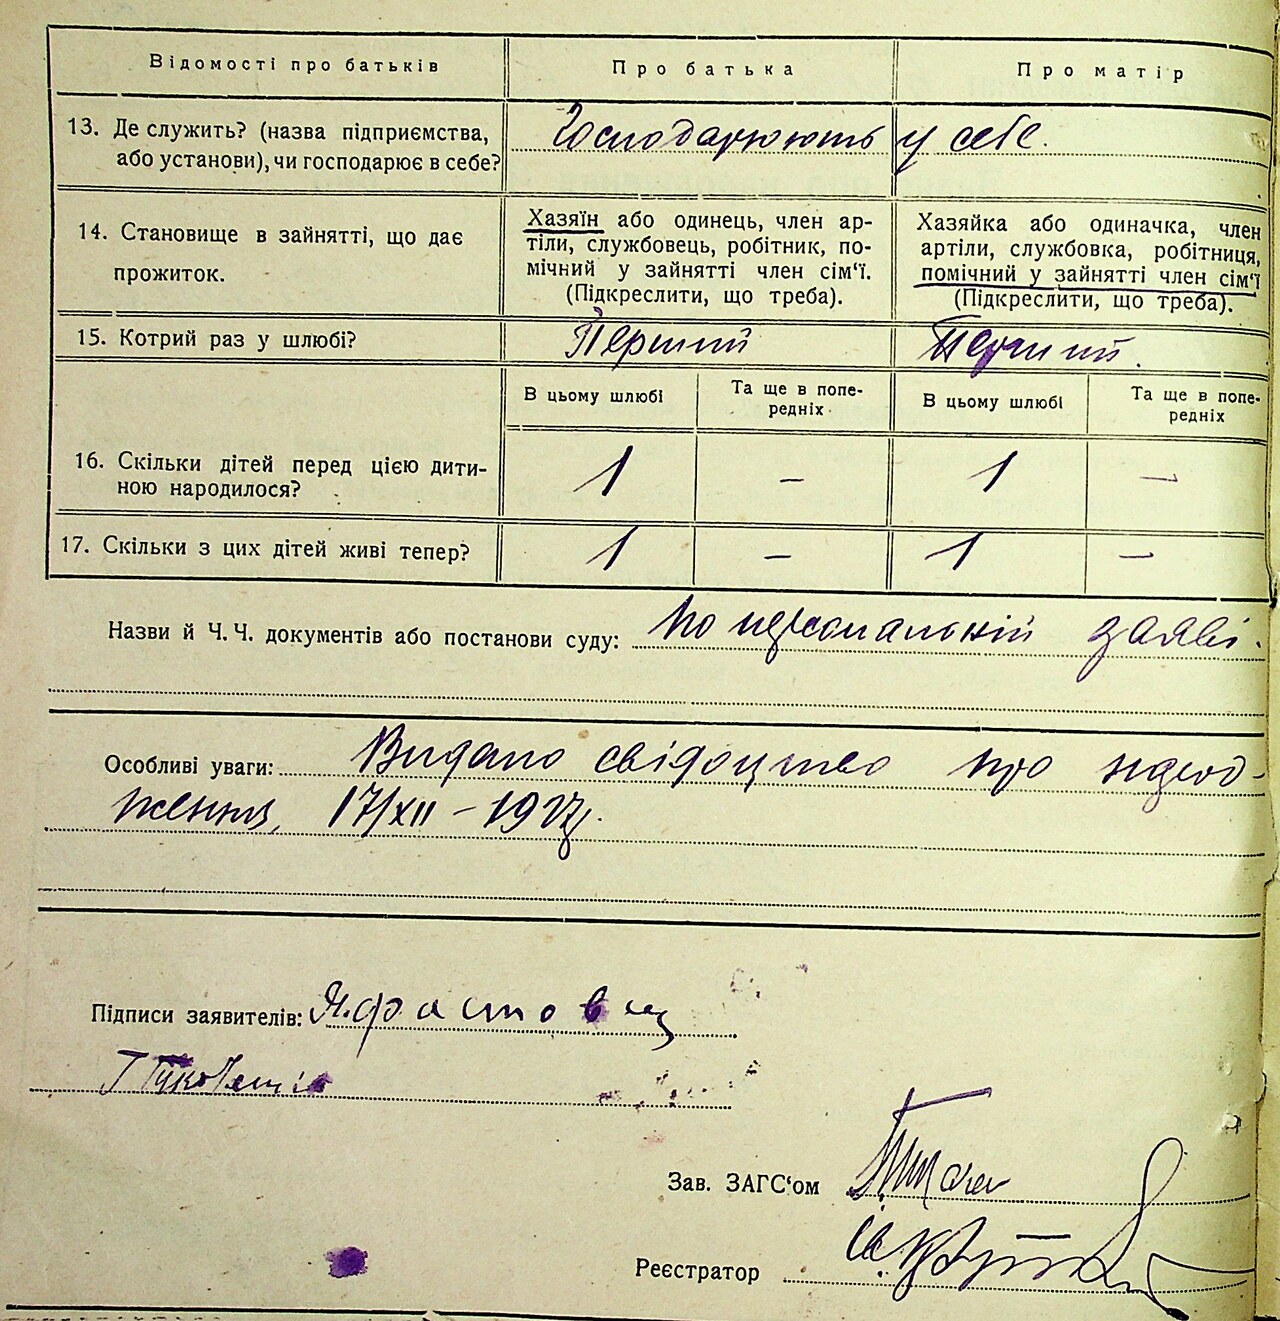 Відомості про батьків Про батька Про матір
13. Де служить? (назва підприємства, або установи), чи господарює в себе? Господарюють у себе.
14. Становище в зайнятті, що дає прожиток.
Хазяїн або одинець, член ар-
тілі, службовець, робітник, по-
мічний у зайнятті член сім'ї.
(Підкреслити, що треба).
Хазяйка або одиначка, член
артілі, службовка, робітниця,
помічний у зайнятті член сім'ї
(Підкреслити, що треба).
15. Котрий раз у шлюбі? Перший Перший.
В цьому шлюбі Та ще в попе-
редніх В цьому шлюбі Та ще в попе-
редніх
16. Скільки дітей перед цією дити-
ною народилося? 1 – 1 –
17. Скільки з цих дітей живі тепер? 1 – 1 –
Назви й Ч. Ч. документів або постанови суду: по персональній заяві.
Особливі уваги: Видано свідоцтво про народ-
ження, 17/XII – 1927 р.
Підписи заявителів:
Зав. ЗАГС'ом
Реєстратор